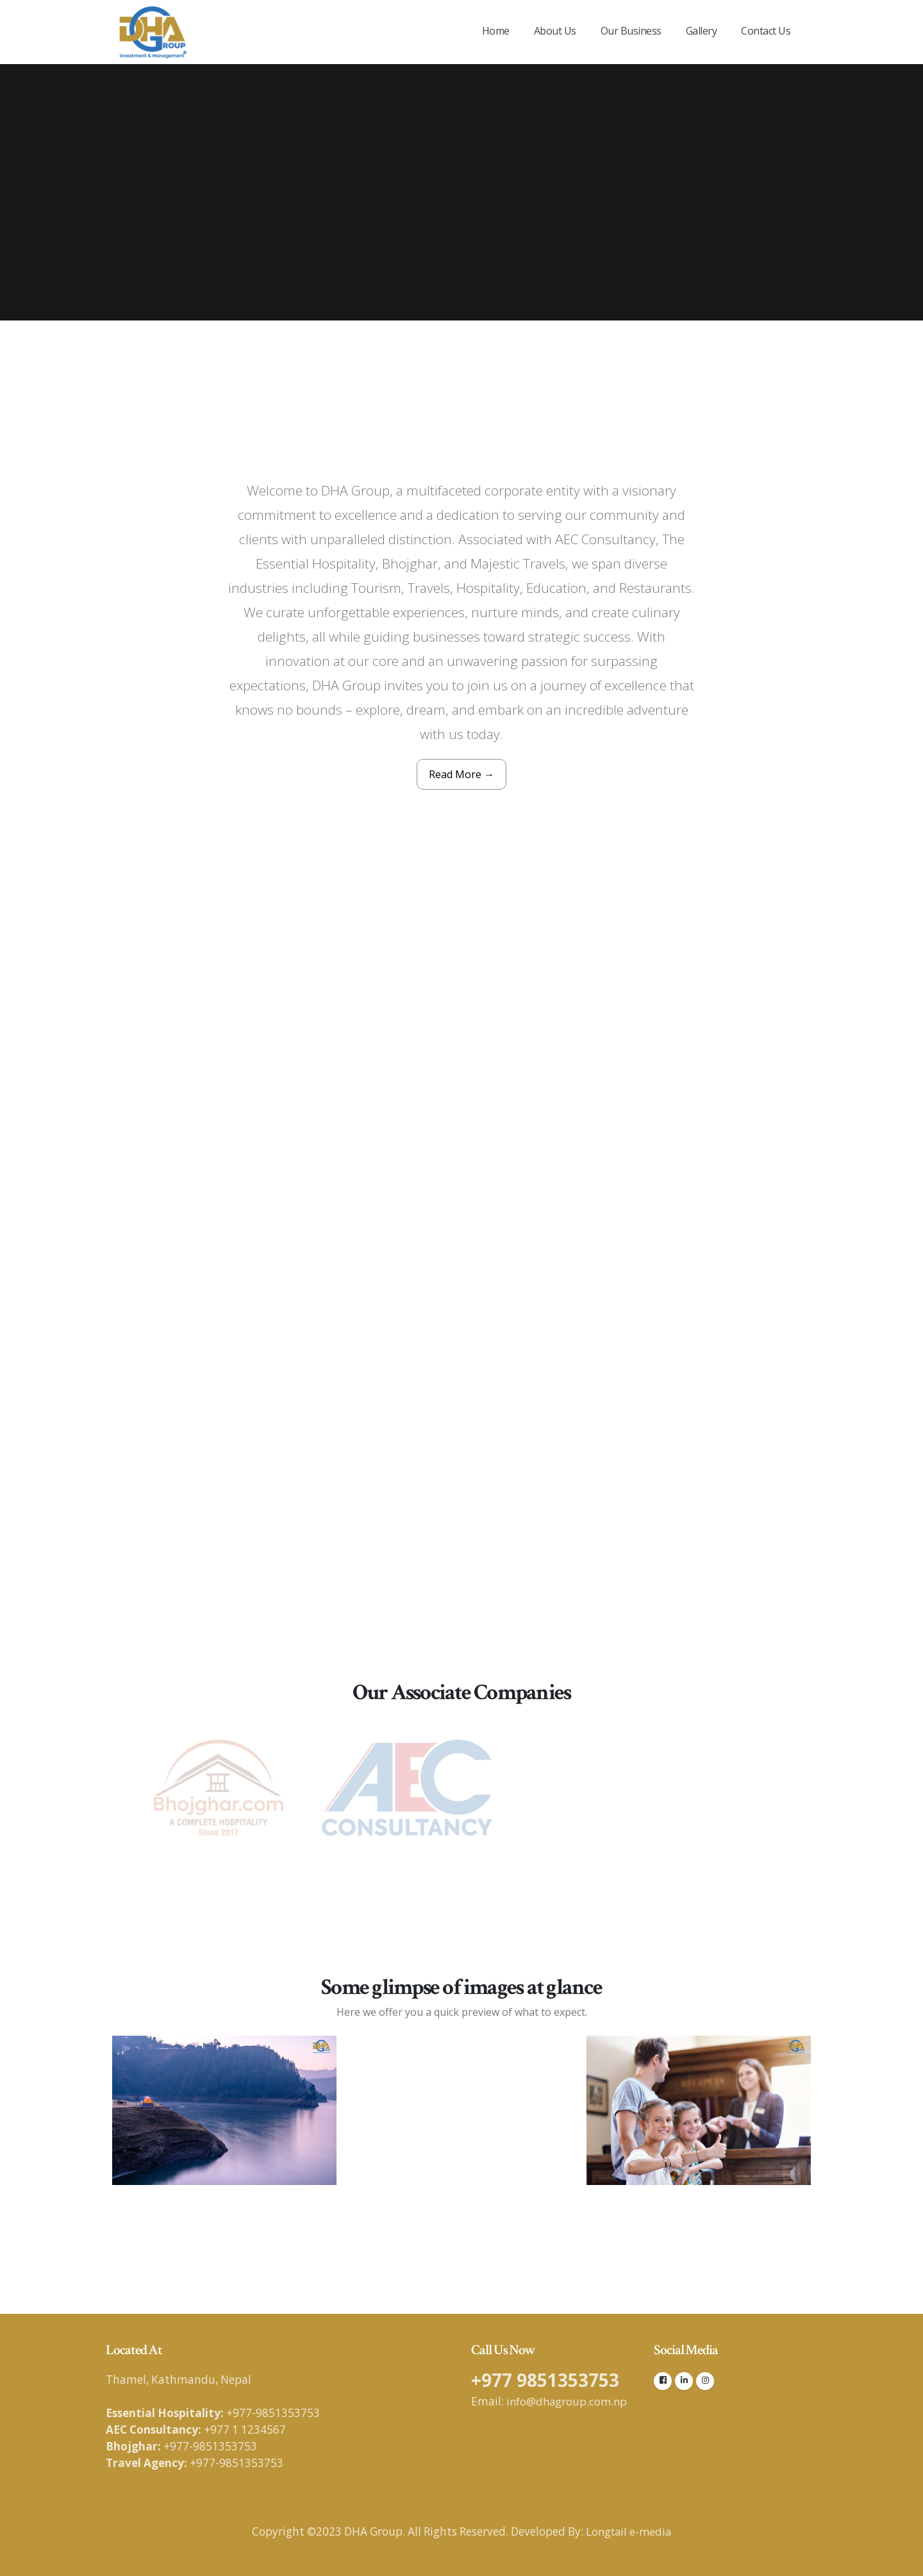 DHA
GROUP
Investment & Management
Home About Us Our Business Gallery Contact Us
Welcome to DHA Group, a multifaceted corporate entity with a visionary
commitment to excellence and a dedication to serving our community and
clients with unparalleled distinction. Associated with AEC Consultancy, The
Essential Hospitality, Bhojghar, and Majestic Travels, we span diverse
industries including Tourism, Travels, Hospitality, Education, and Restaurants.
We curate unforgettable experiences, nurture minds, and create culinary
delights, all while guiding businesses toward strategic success. With
innovation at our core and an unwavering passion for surpassing
expectations, DHA Group invites you to join us on a journey of excellence that
knows no bounds – explore, dream, and embark on an incredible adventure
with us today.
Read More →
Our Associate Companies
Bhojghar.com
A COMPLETE HOSPITALITY
Since 2017
AEC
CONSULTANCY
Some glimpse of images at glance
Here we offer you a quick preview of what to expect.
DHA
DHA
Located At
Thamel, Kathmandu, Nepal
Essential Hospitality: +977-9851353753
AEC Consultancy: +977 1 1234567
Bhojghar: +977-9851353753
Travel Agency: +977-9851353753
Call Us Now
+977 9851353753
Email: info@dhagroup.com.np
Social Media
Copyright ©2023 DHA Group. All Rights Reserved. Developed By: Longtail e-media